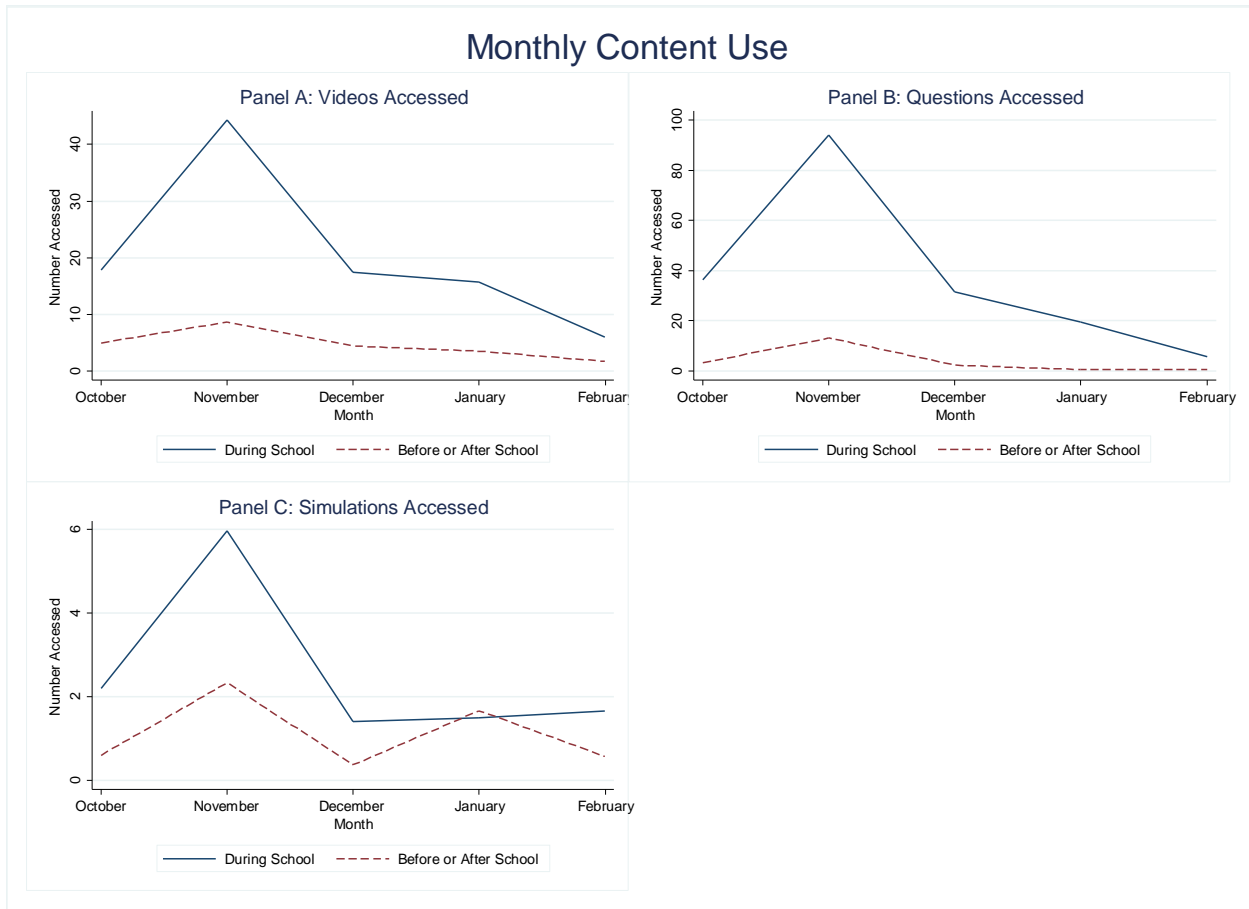 Monthly Content Use
Panel A: Videos Accessed
Number Accessed
40
30
20
10
0
October November December January February
Month
During School Before or After School
Panel B: Questions Accessed
Number Accessed
100
80
60
40
20
0
October November December January February
Month
During School Before or After School
Panel C: Simulations Accessed
Number Accessed
6
4
2
0
October November December January February
Month
During School Before or After School